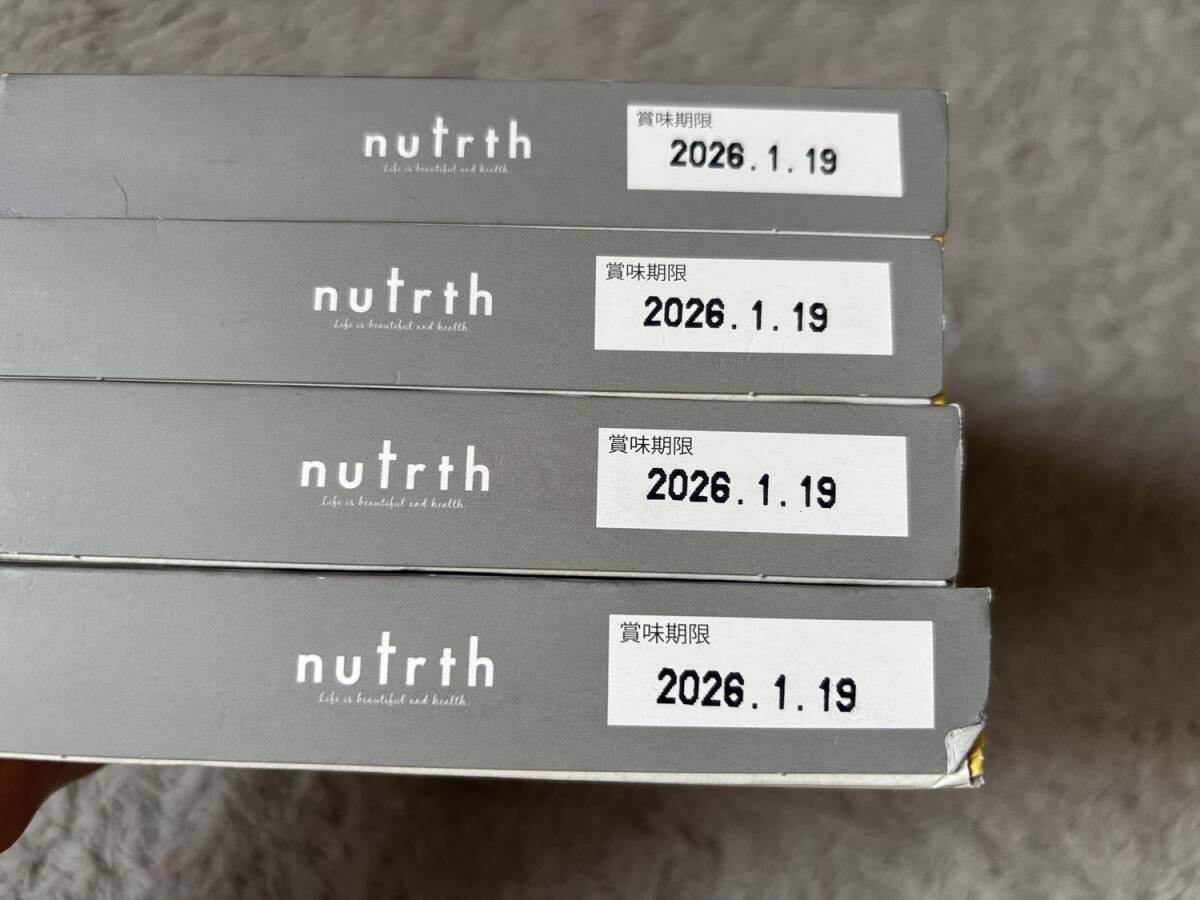 nutrth
Life is beautiful and health.
賞味期限
2026.1.19
nutrth
Life is beautiful and health.
賞味期限
2026.1.19
nutrth
Life is beautiful and health.
賞味期限
2026.1.19
nutrth
Life is beautiful and health.
賞味期限
2026.1.19